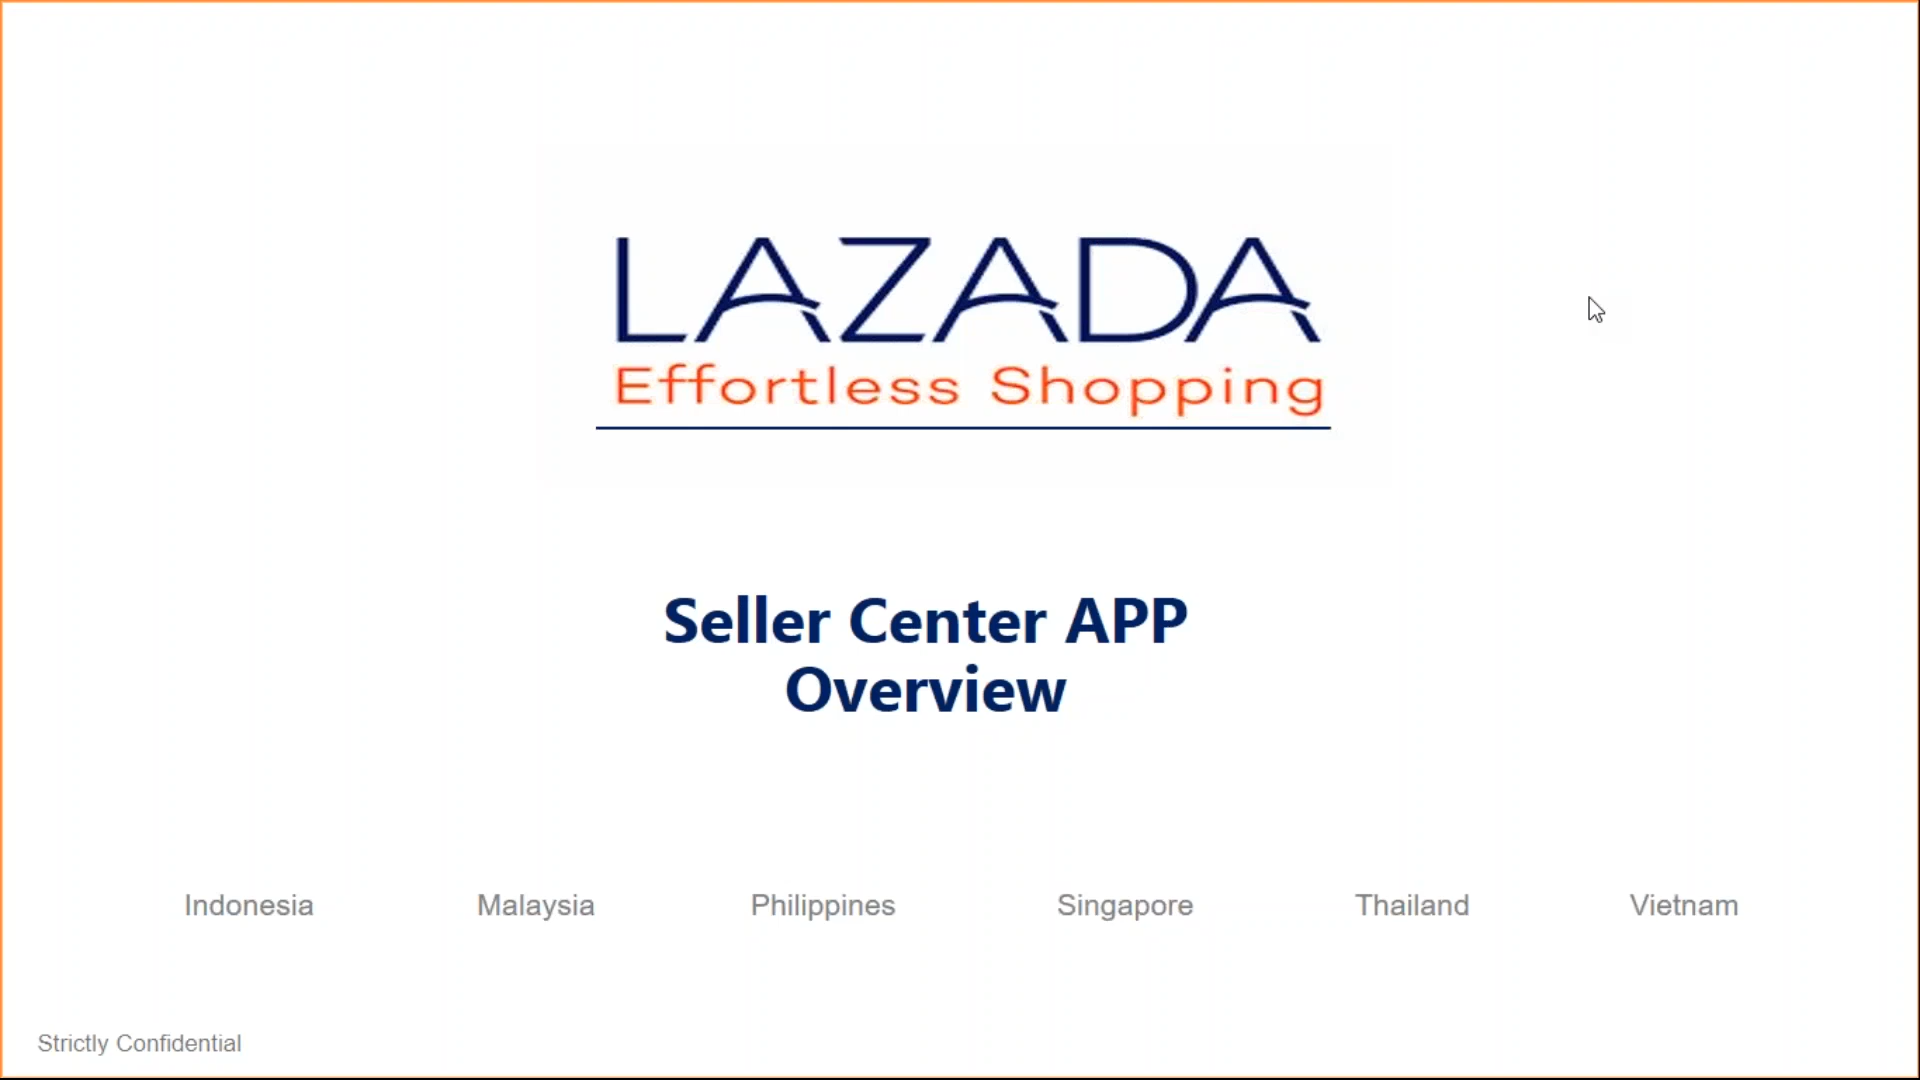 LAZADA
Effortless Shopping
Seller Center APP
Overview
Indonesia Malaysia Philippines Singapore Thailand Vietnam
Strictly Confidential